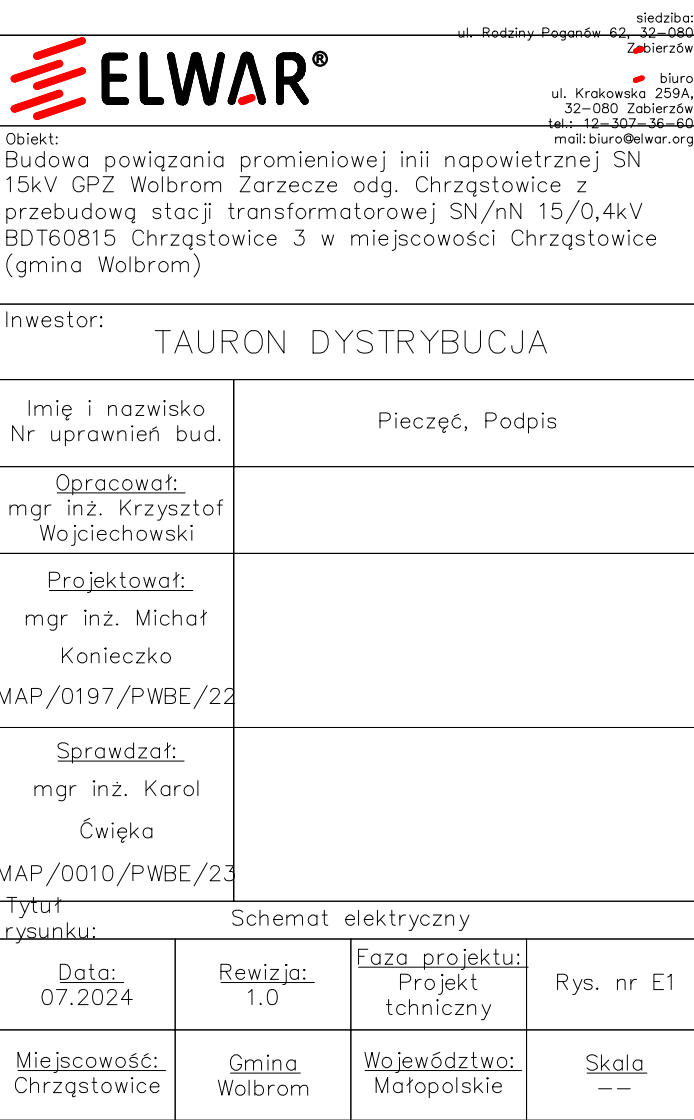 siedziba:
ul. Rodziny Poganów 62, 32-080
Zabierzów
biuro
ul. Krakowska 259A,
32-080 Zabierzów
tel.: 12-307-36-60
mail:biuro@elwar.org
ELWAR®
Obiekt:
Budowa powiązania promieniowej inii napowietrznej SN
15kV GPZ Wolbrom Zarzecze odg. Chrząstowice z
przebudową stacji transformatorowej SN/nN 15/0,4kV
BDT60815 Chrząstowice 3 w miejscowości Chrząstowice
(gmina Wolbrom)
Inwestor:
TAURON DYSTRYBUCJA
Imię i nazwisko
Nr uprawnień bud.
Pieczęć, Podpis
Opracował:
mgr inż. Krzysztof
Wojciechowski
Projektował:
mgr inż. Michał
Konieczko
MAP/0197/PWBE/22
Sprawdzał:
mgr inż. Karol
Ćwięka
MAP/0010/PWBE/23
Tytuł
rysunku:
Schemat elektryczny
Data:
07.2024
Rewizja:
1.0
Faza projektu:
Projekt
tchniczny
Rys. nr E1
Miejscowość:
Chrząstowice
Gmina
Wolbrom
Województwo:
Małopolskie
Skala
--